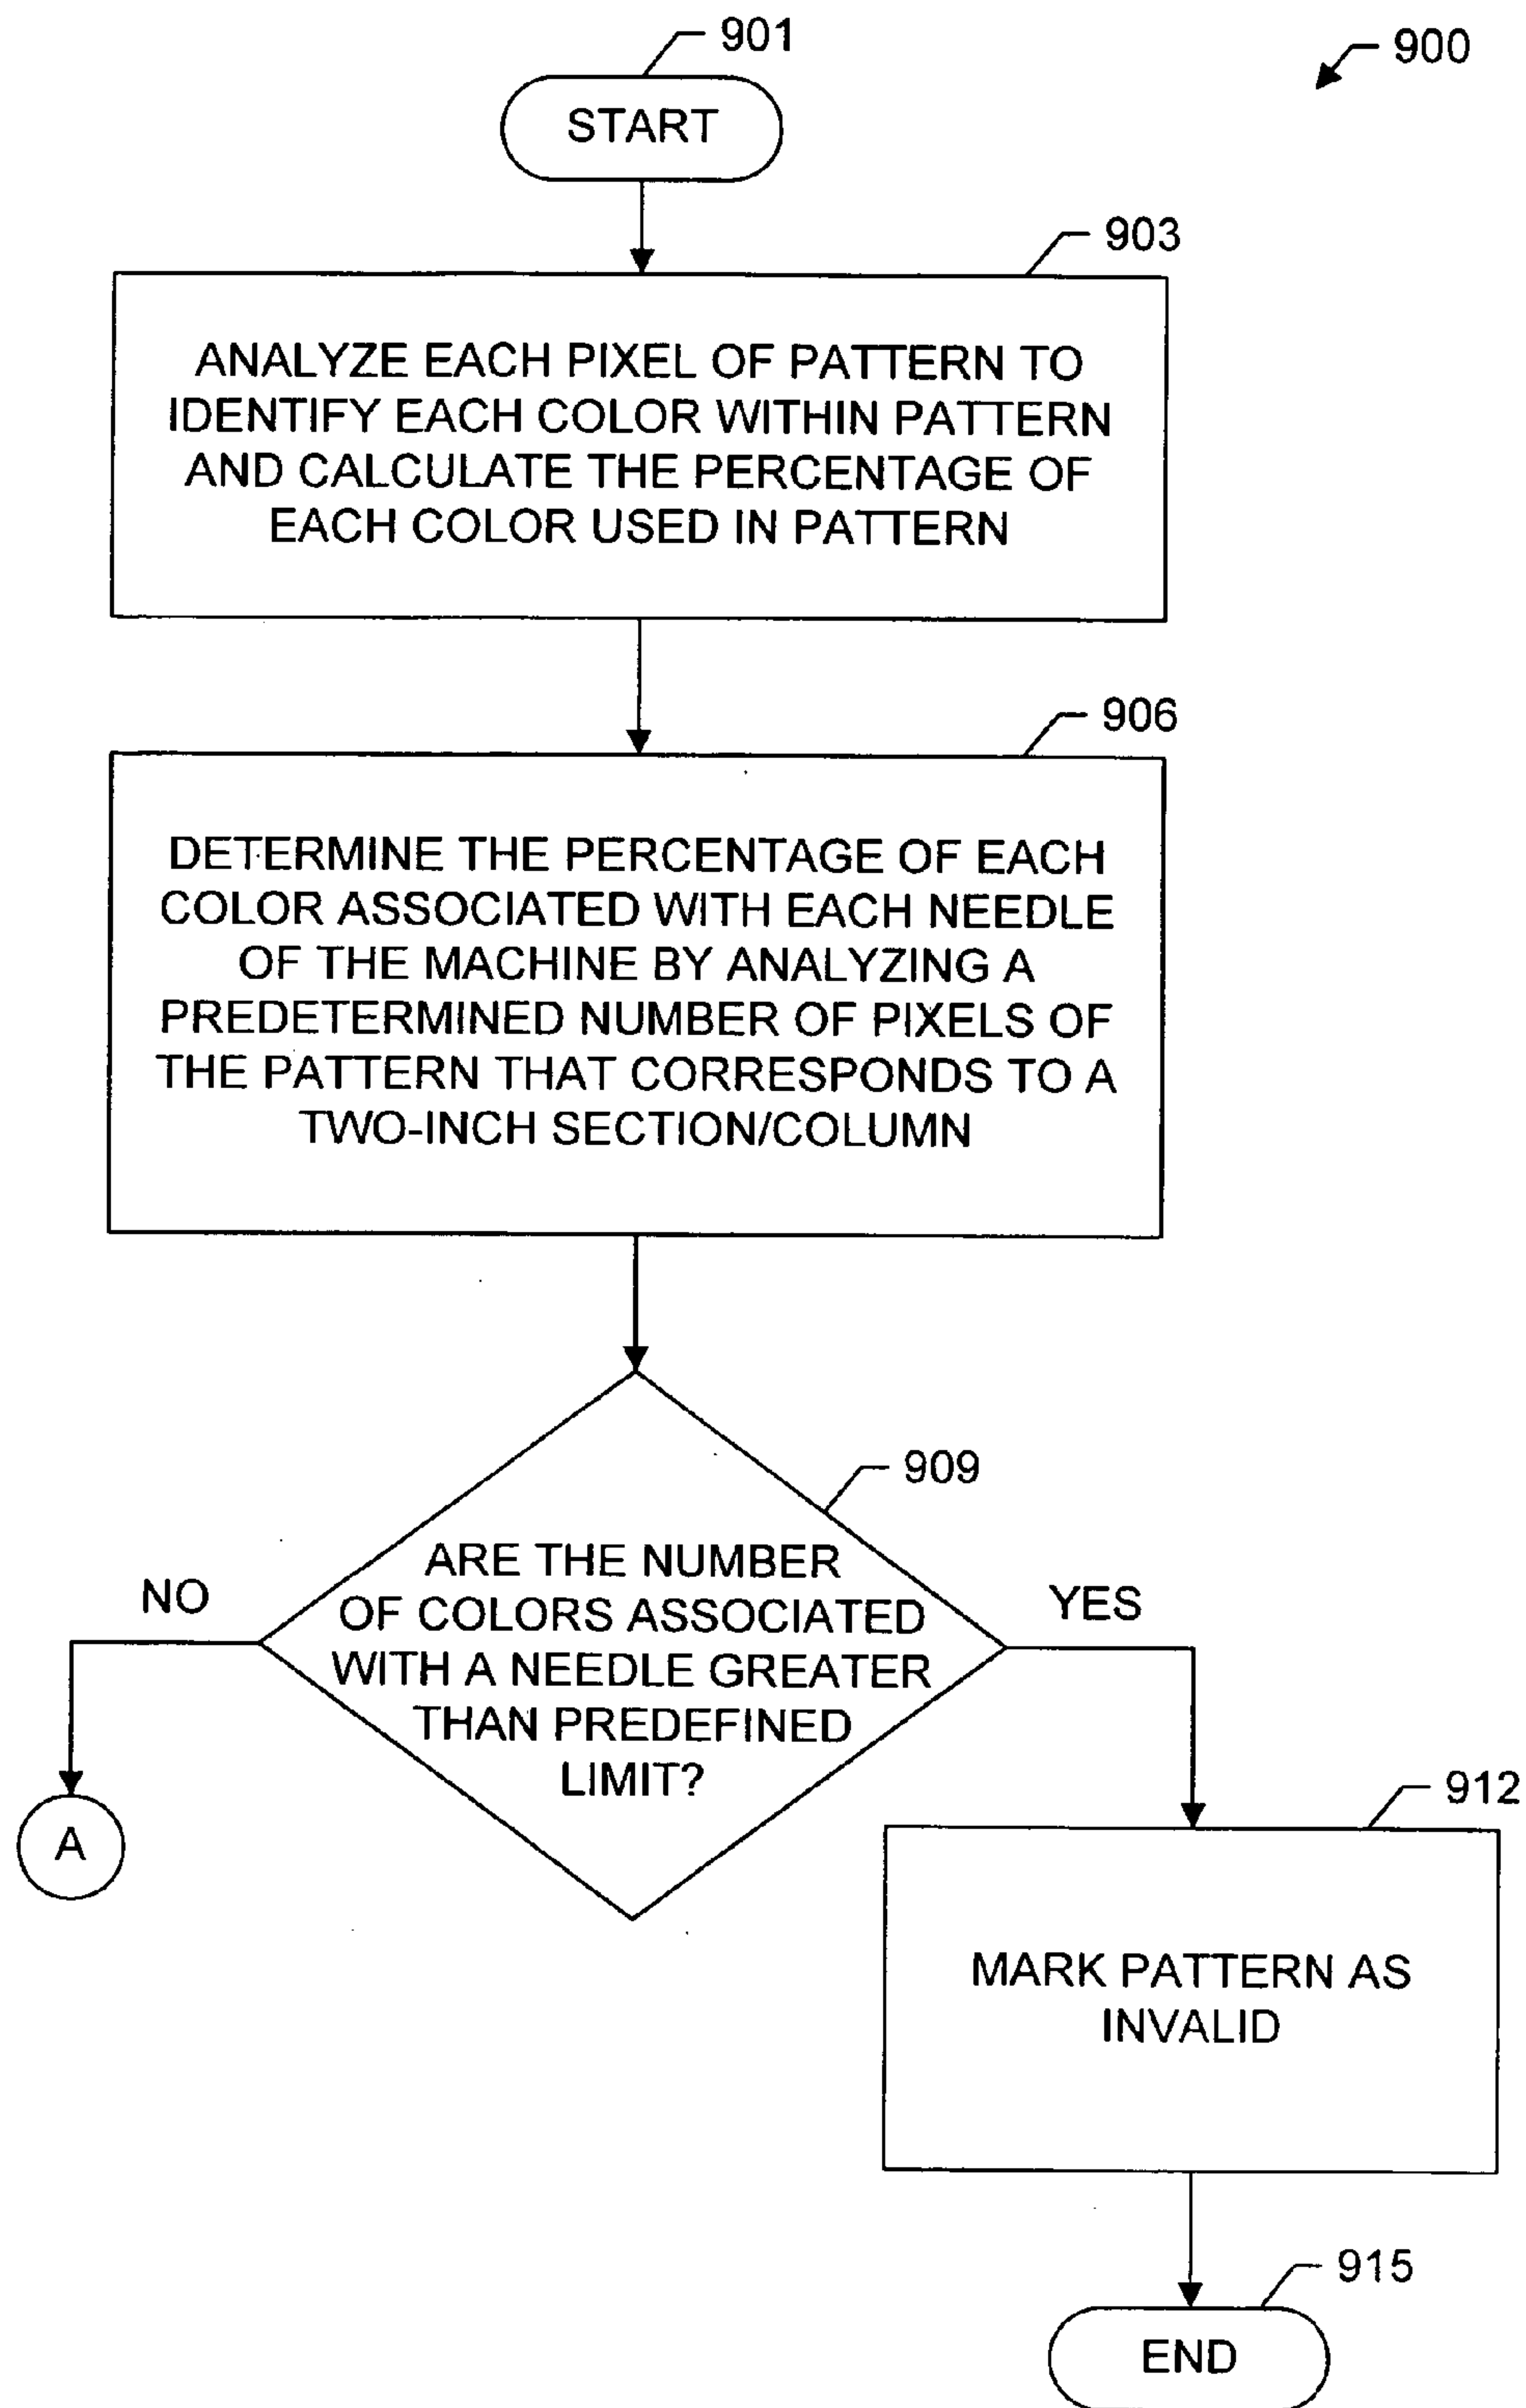 901
900
START
903
ANALYZE EACH PIXEL OF PATTERN TO
IDENTIFY EACH COLOR WITHIN PATTERN
AND CALCULATE THE PERCENTAGE OF
EACH COLOR USED IN PATTERN
906
DETERMINE THE PERCENTAGE OF EACH
COLOR ASSOCIATED WITH EACH NEEDLE
OF THE MACHINE BY ANALYZING A
PREDETERMINED NUMBER OF PIXELS OF
THE PATTERN THAT CORRESPONDS TO A
TWO-INCH SECTION/COLUMN
909
ARE THE NUMBER
OF COLORS ASSOCIATED
WITH A NEEDLE GREATER
THAN PREDEFINED
LIMIT?
NO
YES
A
912
MARK PATTERN AS
INVALID
915
END